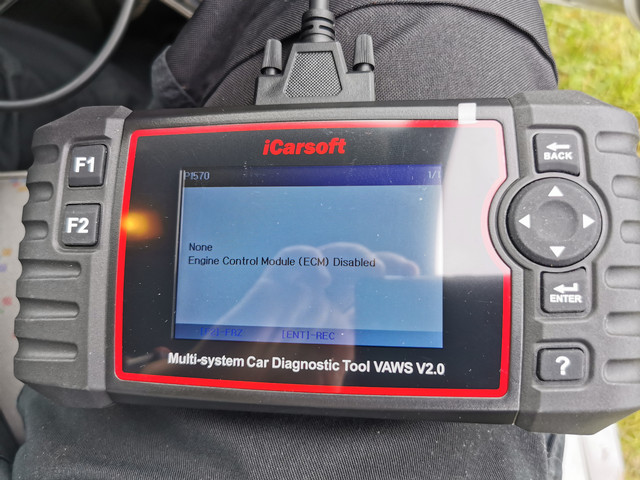 iCarsoft
P1570 1/1
None
Engine Control Module (ECM) Disabled
[ENT]-REC
Multi-system Car Diagnostic Tool VAWS V2.0
F1
F2
BACK
ENTER
?